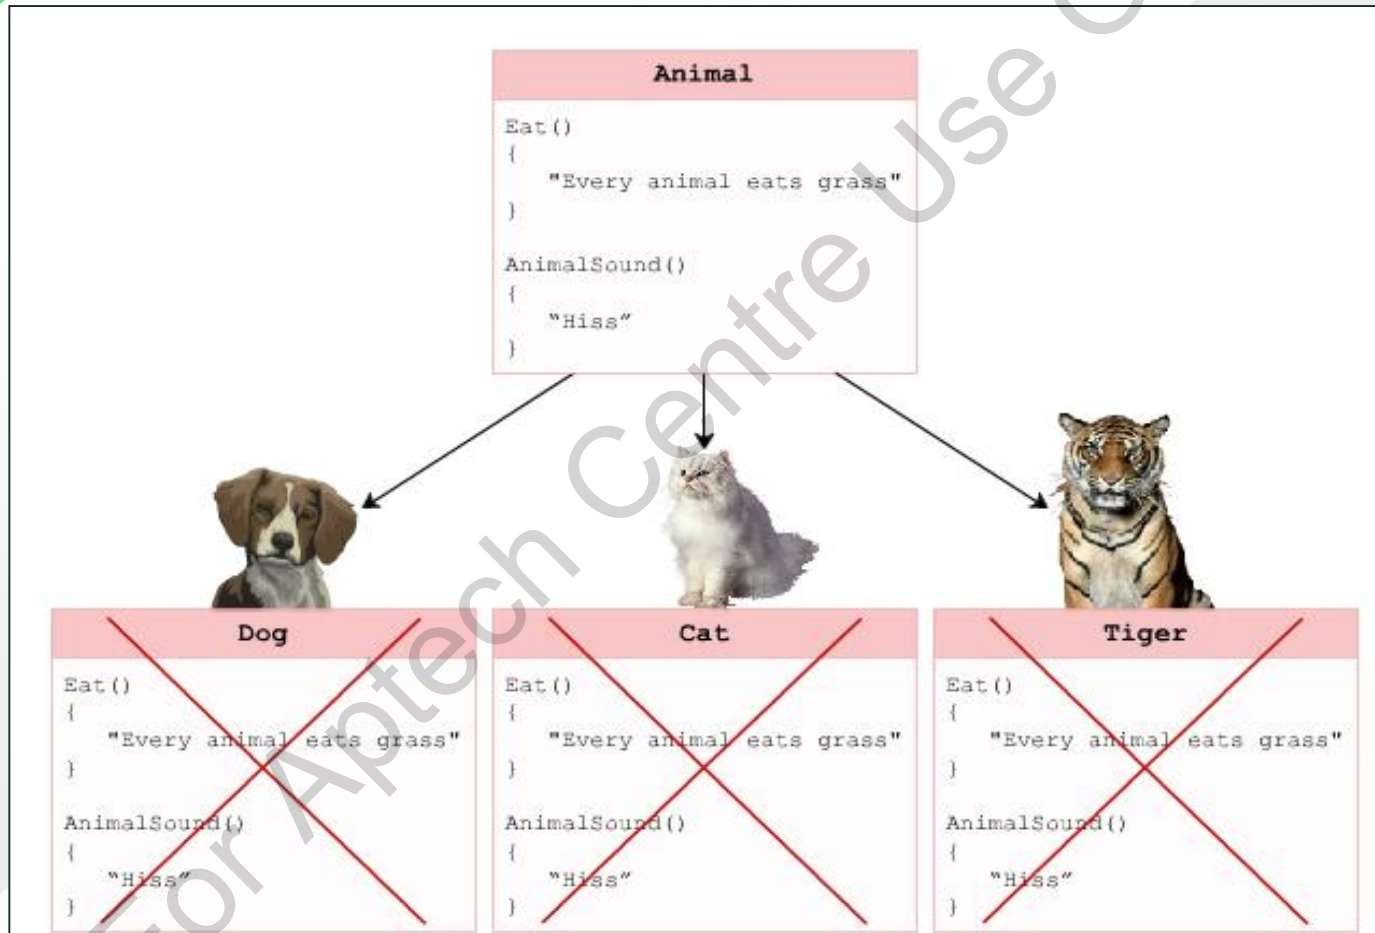 Animal
Eat()
{
"Every animal eats grass"
}
AnimalSound()
{
“Hiss”
}
Dog
Eat()
{
"Every animal eats grass"
}
AnimalSound()
{
“Hiss”
}
Cat
Eat()
{
"Every animal eats grass"
}
AnimalSound()
{
“Hiss”
}
Tiger
Eat()
{
"Every animal eats grass"
}
AnimalSound()
{
“Hiss”
}
For Aptech Centre Use